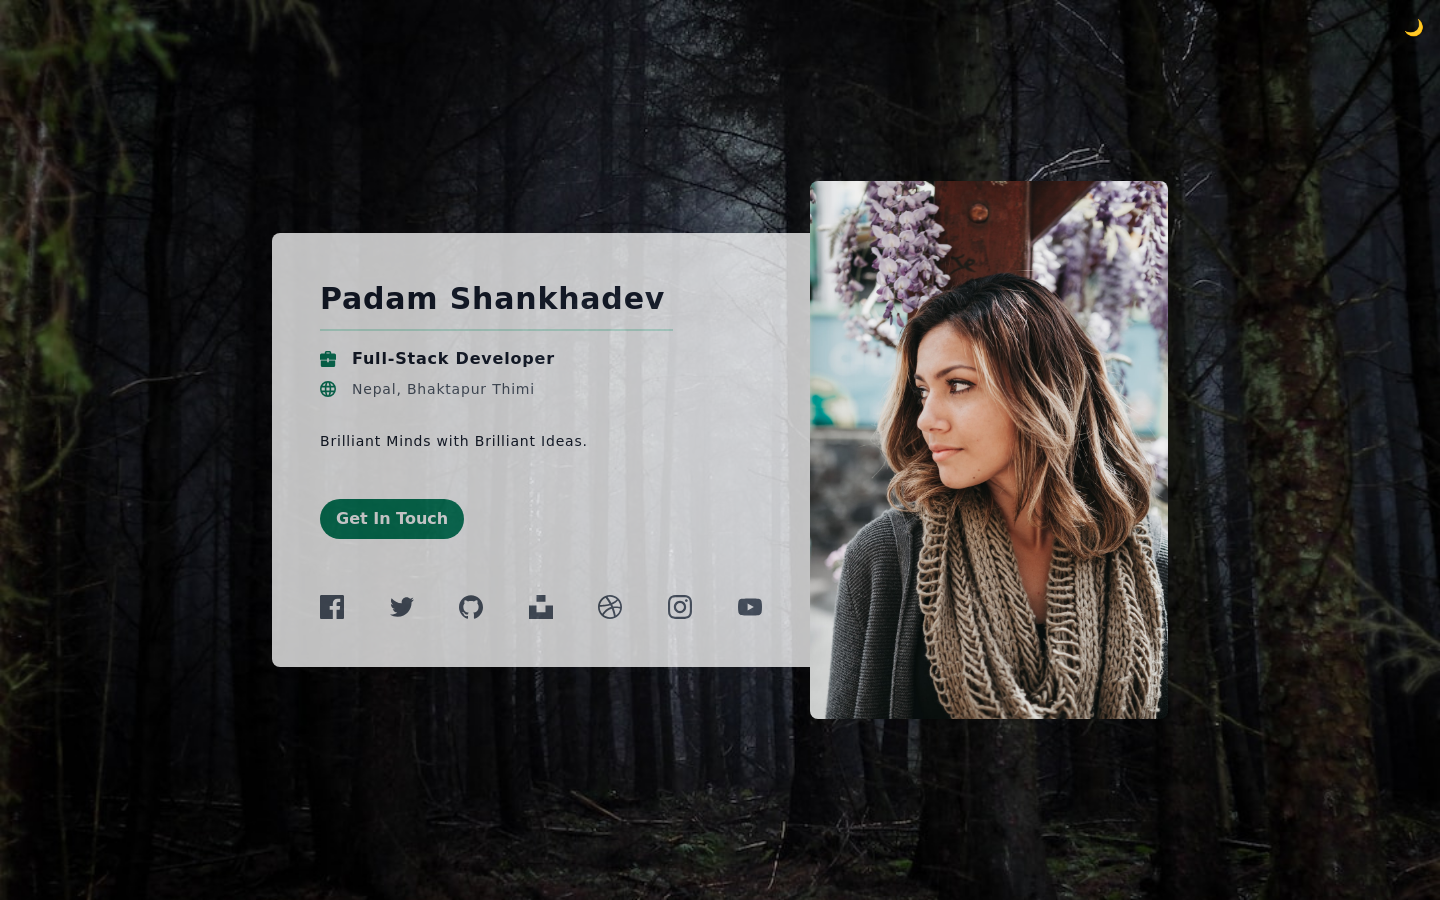 Padam Shankhadev
Full-Stack Developer
Nepal, Bhaktapur Thimi
Brilliant Minds with Brilliant Ideas.
Get In Touch